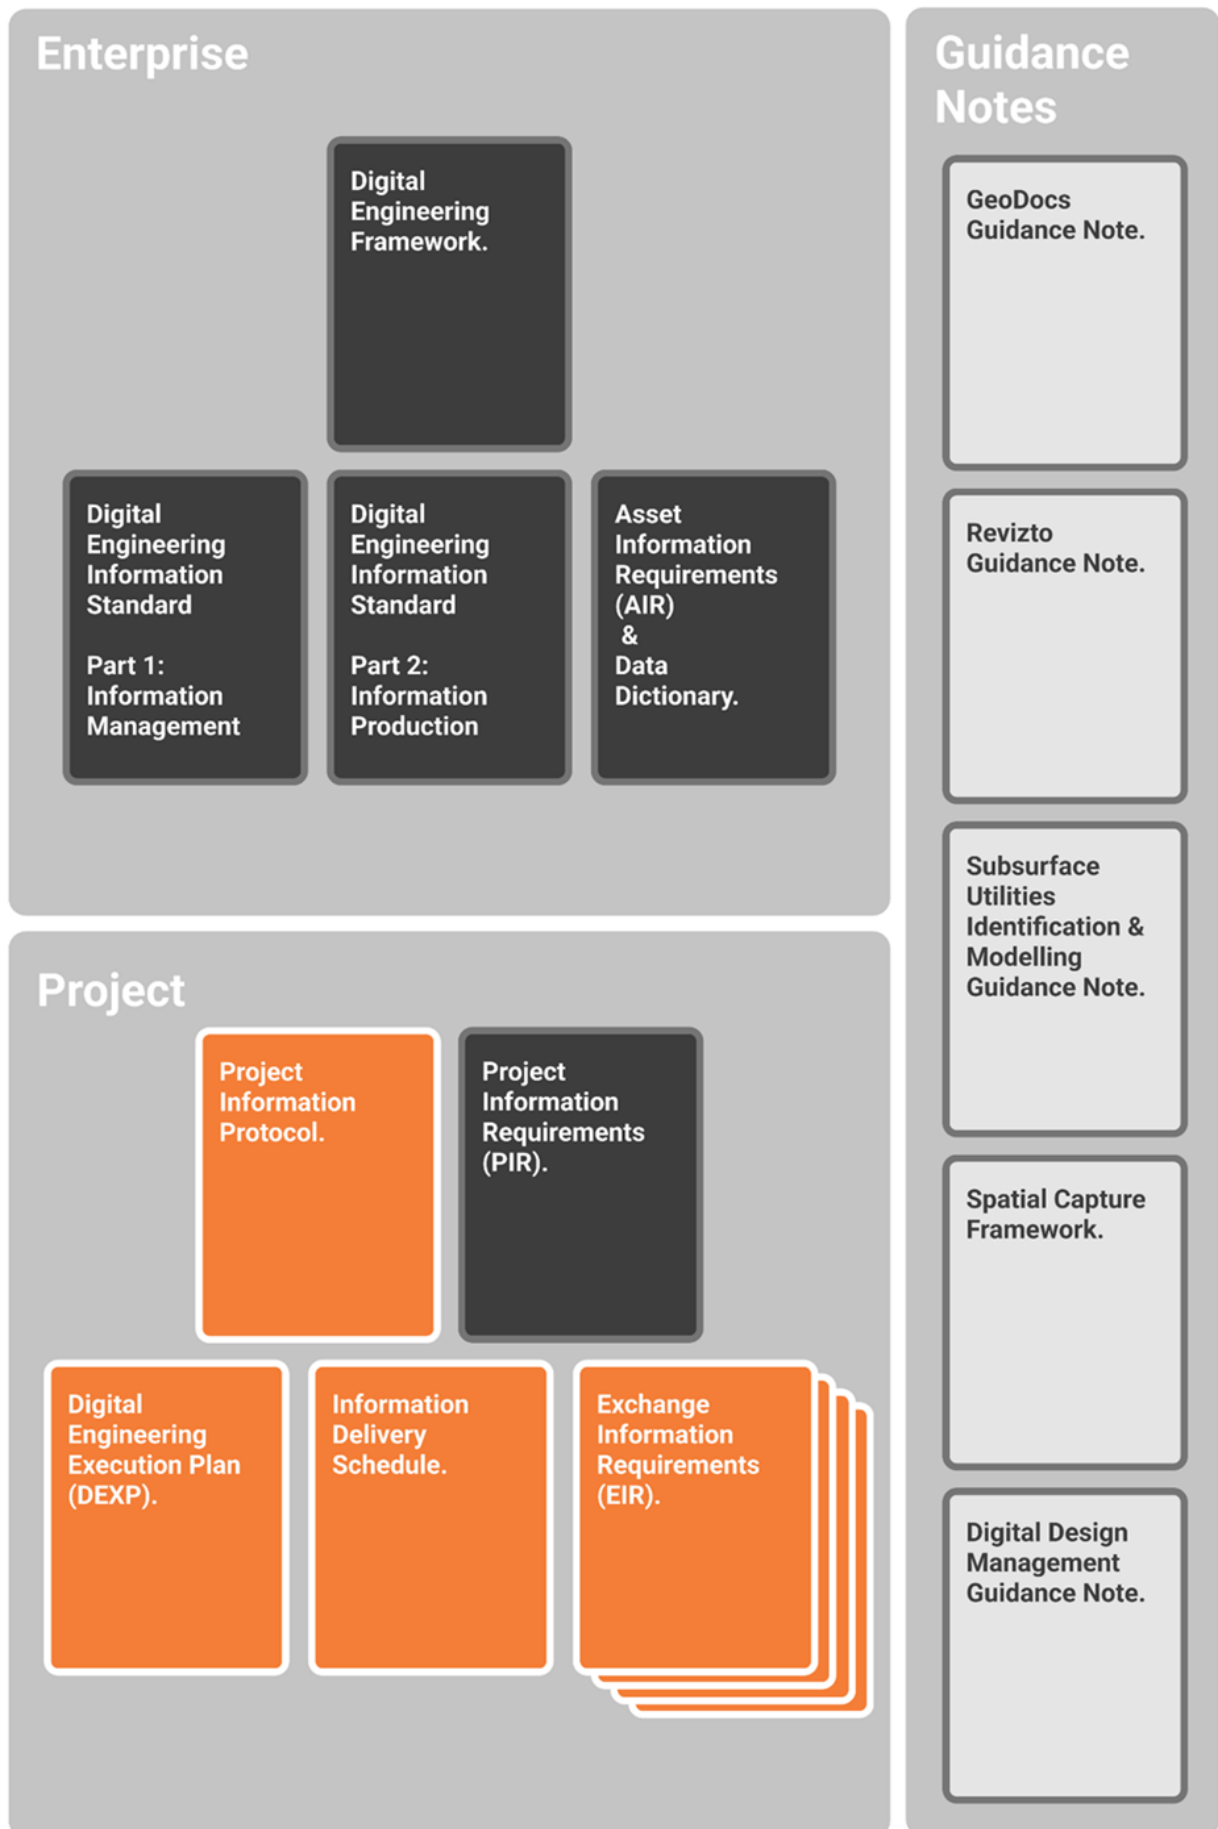 Enterprise
Digital
Engineering
Framework.
Digital
Engineering
Information
Standard
Part 1:
Information
Management
Digital
Engineering
Information
Standard
Part 2:
Information
Production
Asset
Information
Requirements
(AIR)
&
Data
Dictionary.
Project
Project
Information
Protocol.
Project
Information
Requirements
(PIR).
Digital
Engineering
Execution Plan
(DEXP).
Information
Delivery
Schedule.
Exchange
Information
Requirements
(EIR).
Guidance
Notes
GeoDocs
Guidance Note.
Revizto
Guidance Note.
Subsurface
Utilities
Identification &
Modelling
Guidance Note.
Spatial Capture
Framework.
Digital Design
Management
Guidance Note.